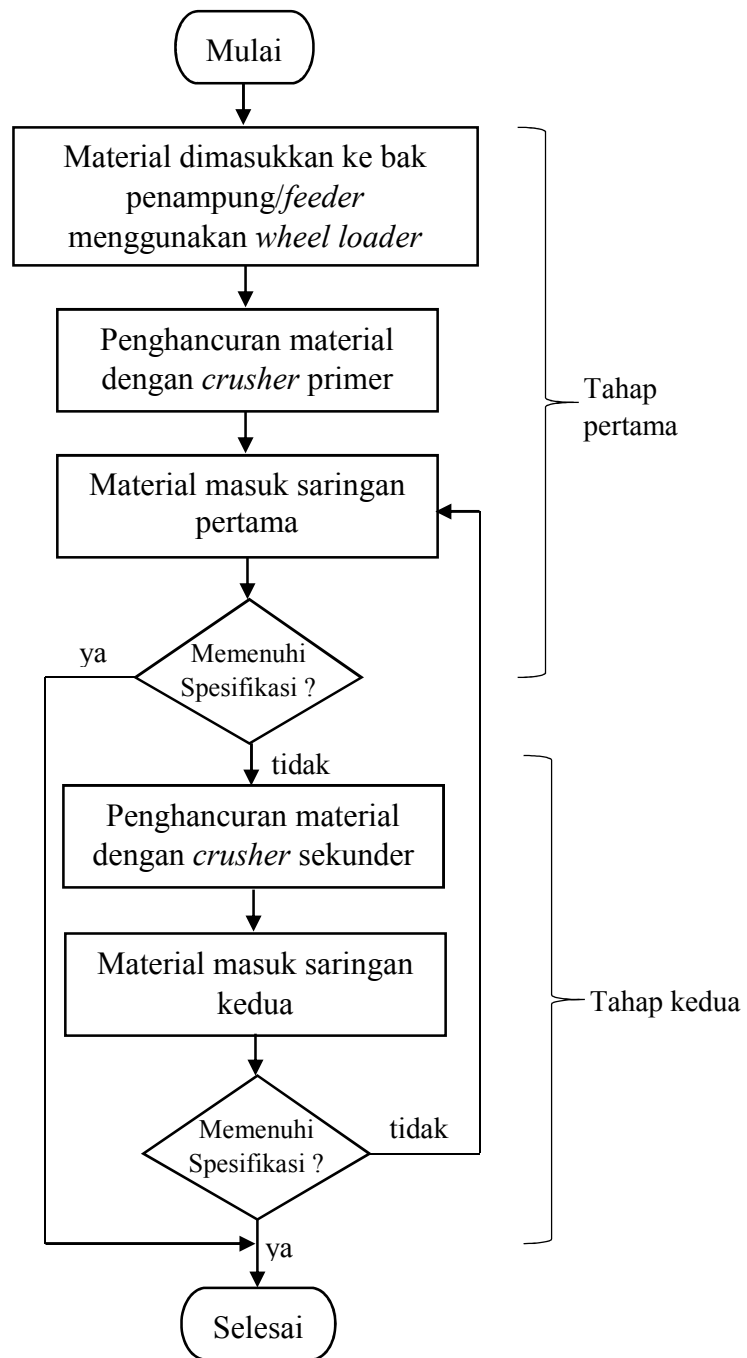 Mulai
Material dimasukkan ke bak
penampung/feeder
menggunakan wheel loader
Penghancuran material
dengan crusher primer
Tahap
pertama
Material masuk saringan
pertama
ya
Memenuhi
Spesifikasi ?
tidak
Penghancuran material
dengan crusher sekunder
Material masuk saringan
kedua
Tahap kedua
Memenuhi
Spesifikasi ?
tidak
ya
Selesai